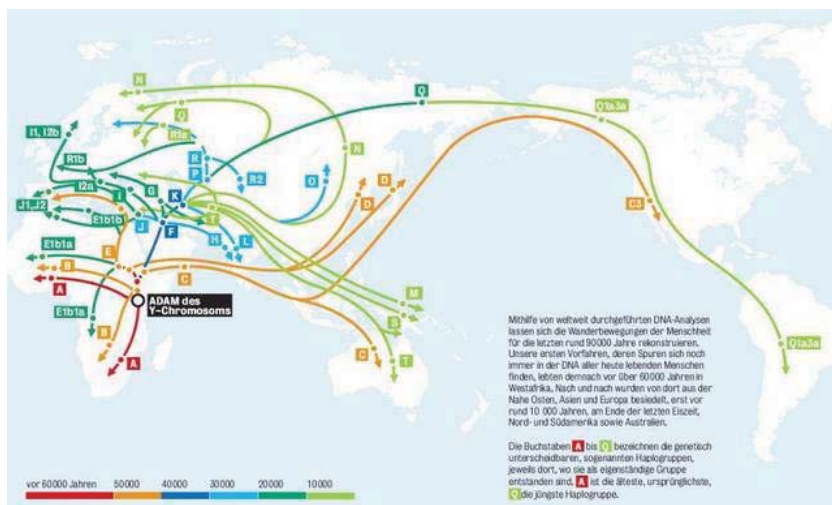 N
Q
Q
Q1a3a
I1, I2b
R1a
N
R1b
R
P
R2
O
D
D
I2a
I
G
K
T
C3
J1,J2
E1b1b
J
F
H
L
E1b1a
E
B
C
A
M
ADAM des
Y-Chromosoms
S
E1b1a
B
A
C
T
Q1a3a
Mithilfe von weltweit durchgeführten DNA-Analysen
lassen sich die Wanderbewegungen der Menschheit
für die letzten rund 90000 Jahre rekonstruieren.
Unsere ersten Vorfahren, deren Spuren sich noch
immer in der DNA aller heute lebenden Menschen
finden, lebten demnach vor über 60000 Jahren in
Westafrika. Nach und nach wurden von dort aus der
Nahe Osten, Asien und Europa besiedelt, erst vor
rund 10 000 Jahren, am Ende der letzten Eiszeit,
Nord- und Südamerika sowie Australien.
Die Buchstaben A bis Q bezeichnen die genetisch
unterscheidbaren, sogenannten Haplogruppen,
jeweils dort, wo sie als eigenständige Gruppe
entstanden sind. A ist die älteste, ursprünglichste,
Q die jüngste Haplogruppe.
vor 60000 Jahren 50000 40000 30000 20000 10000